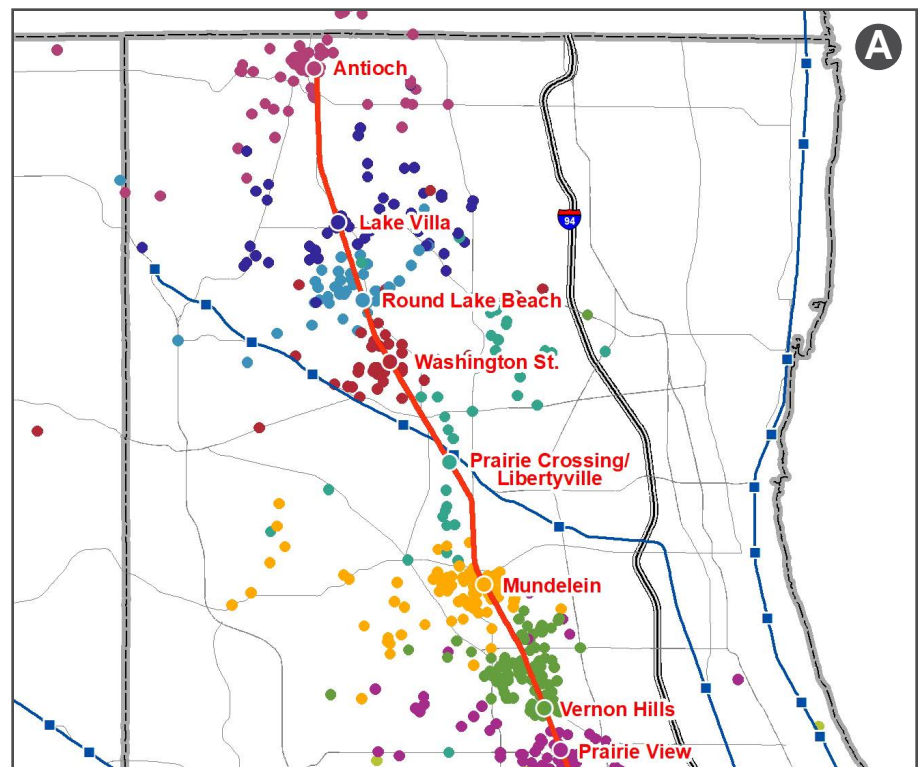 A
Antioch
94
Lake Villa
Round Lake Beach
Washington St.
Prairie Crossing/
Libertyville
Mundelein
Vernon Hills
Prairie View